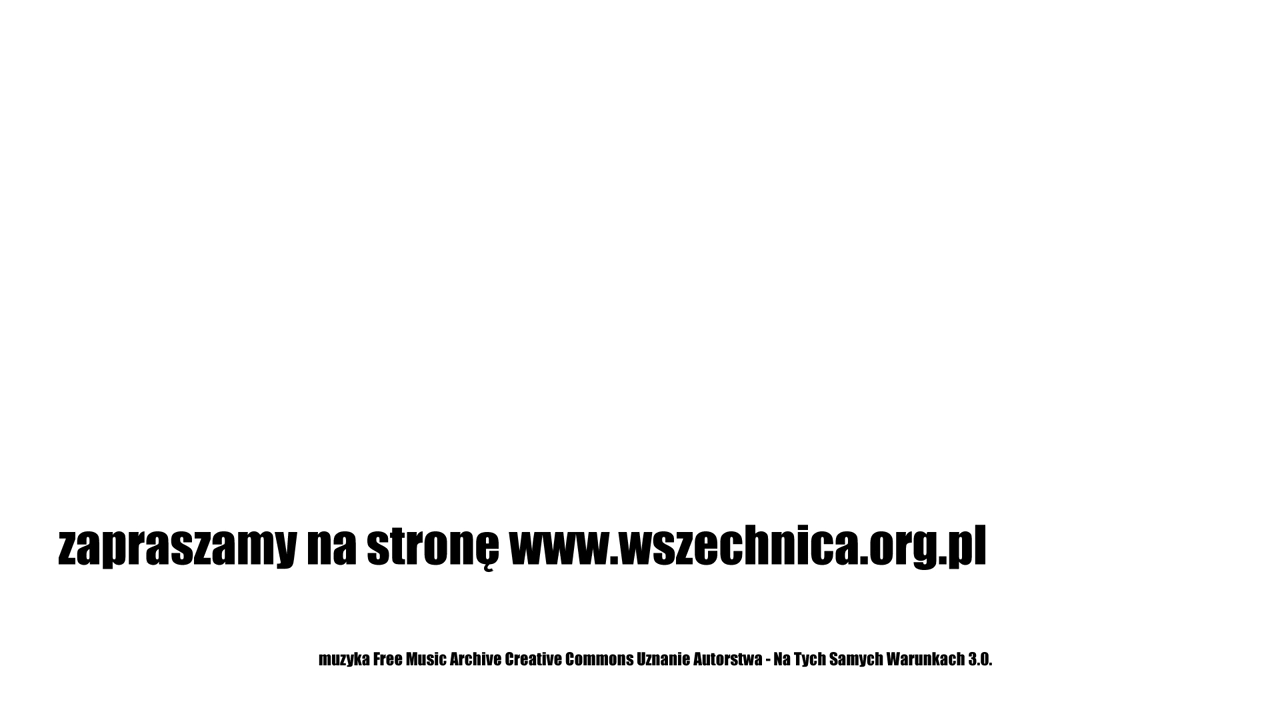 zapraszamy na stronę www.wszechnica.org.pl
muzyka Free Music Archive Creative Commons Uznanie Autorstwa - Na Tych Samych Warunkach 3.0.